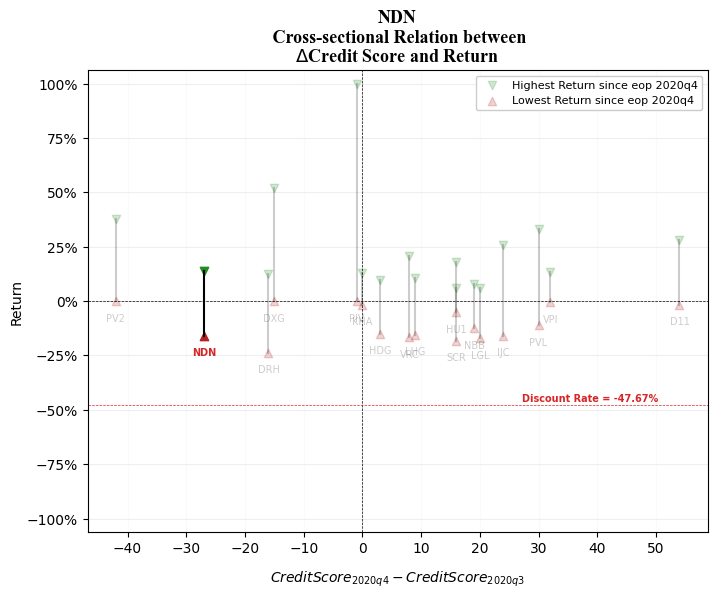 NDN
Cross-sectional Relation between
ΔCredit Score and Return
Highest Return since eop 2020q4
Lowest Return since eop 2020q4
100%
75%
50%
25%
0%
−25%
−50%
−75%
−100%
Return
PV2
NDN
DRH
DXG
KHA
HDG
VRC
LHG
HU1
SCR
NBB
LGL
IJC
PVL
VPI
D11
Discount Rate = -47.67%
−40
−30
−20
−10
0
10
20
30
40
50
CreditScore2020q4 − CreditScore2020q3